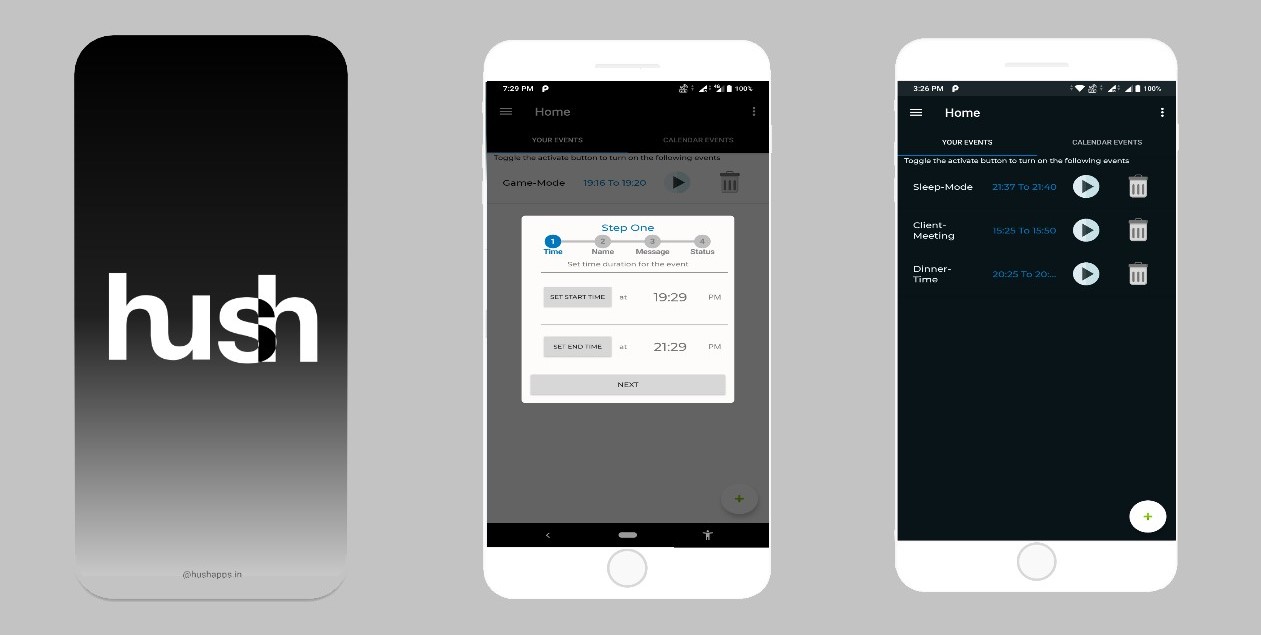 hush
@hushapps.in
7:29 PM
100%
Home
YOUR EVENTS
CALENDAR EVENTS
Toggle the activate button to turn on the following events
Game-Mode
19:16 To 19:20
Step One
1
2
3
4
Time
Name
Message
Status
Set time duration for the event
SET START TIME
at
19:29
PM
SET END TIME
at
21:29
PM
NEXT
+
3:26 PM
100%
Home
YOUR EVENTS
CALENDAR EVENTS
Toggle the activate button to turn on the following events
Sleep-Mode
21:37 To 21:40
Client-
Meeting
15:25 To 15:50
Dinner-
Time
20:25 To 20:...
+